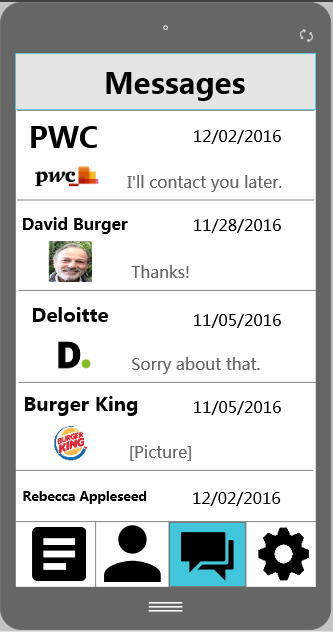 Messages
PWC 12/02/2016
pwc I'll contact you later.
David Burger 11/28/2016
Thanks!
Deloitte 11/05/2016
D. Sorry about that.
Burger King 11/05/2016
BURGER
KING [Picture]
Rebecca Appleseed 12/02/2016